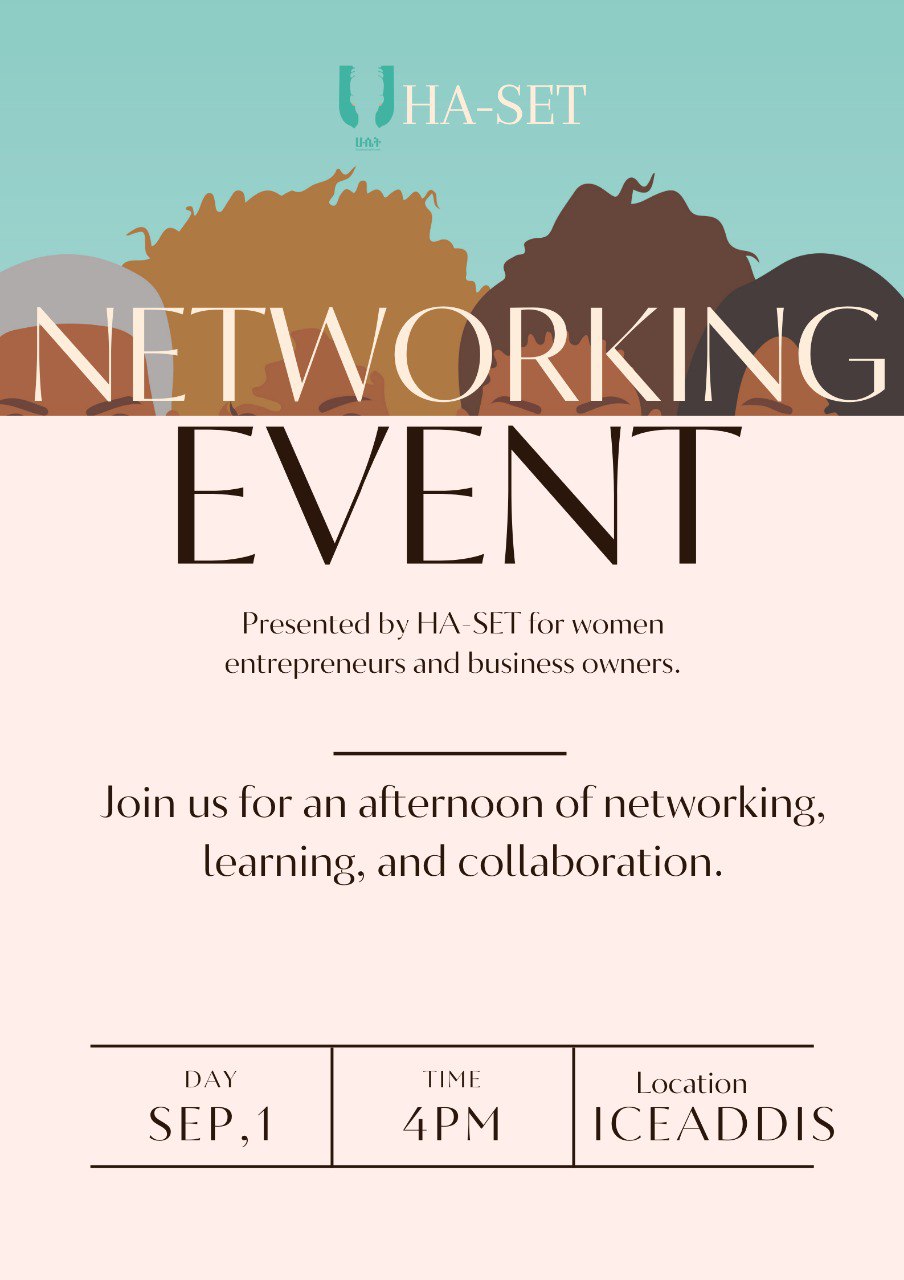 HA-SET
ሀሴት
NETWORKING
EVENT
Presented by HA-SET for women
entrepreneurs and business owners.
Join us for an afternoon of networking,
learning, and collaboration.
DAY
SEP,1
TIME
4PM
Location
ICEADDIS